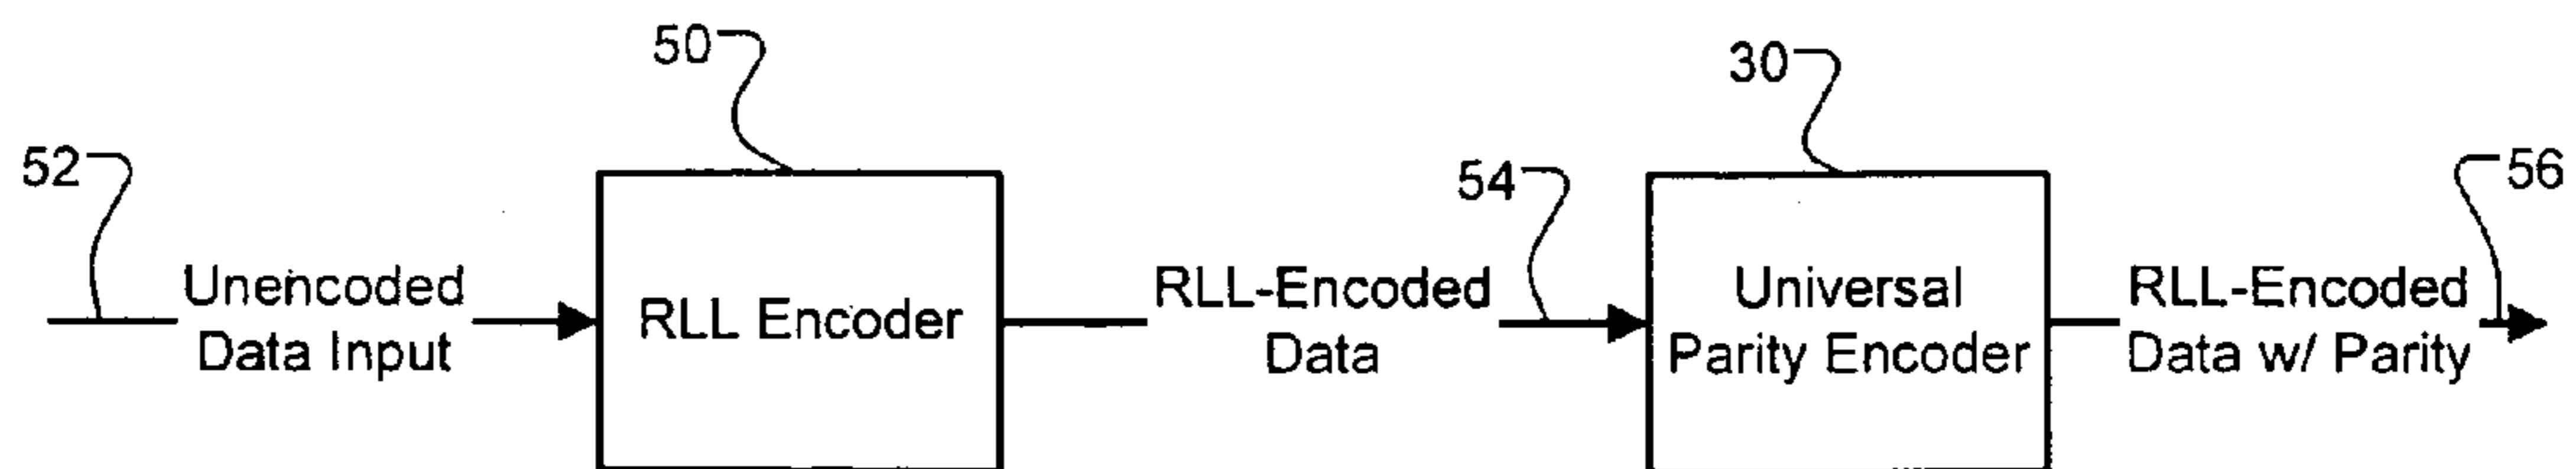 50
30
52
54
56
Unencoded
Data Input
RLL Encoder
RLL-Encoded
Data
Universal
Parity Encoder
RLL-Encoded
Data w/ Parity